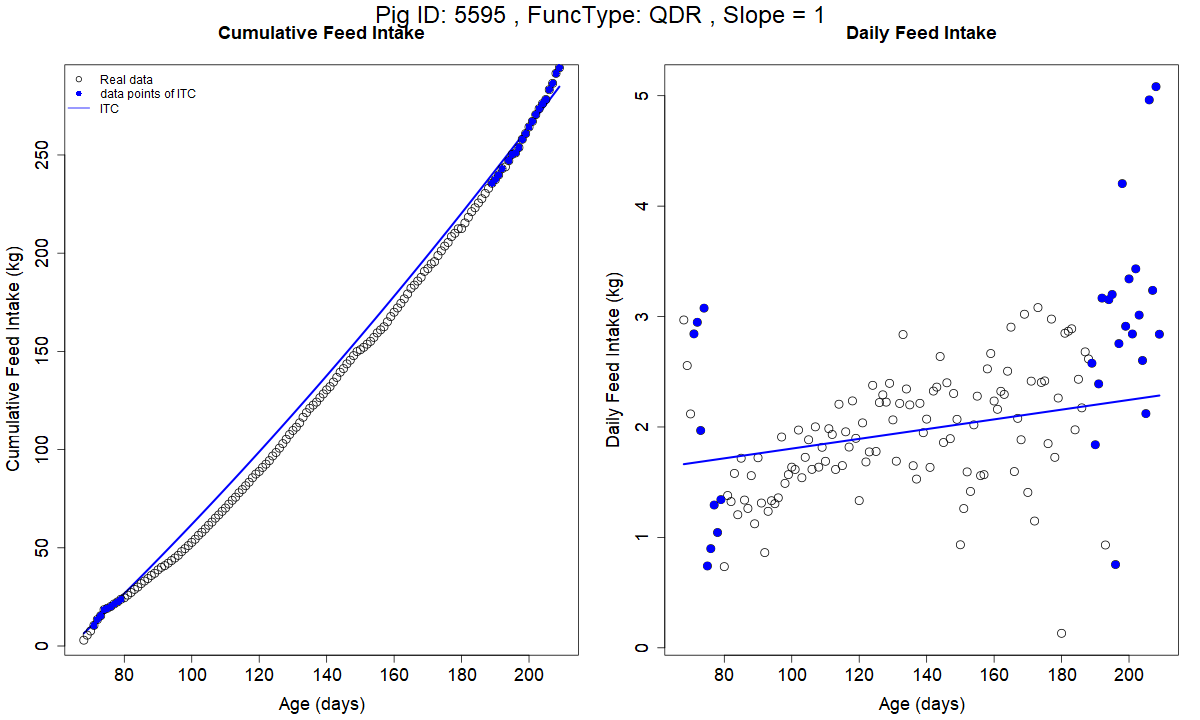 Pig ID: 5595 , FuncType: QDR , Slope = 1
Cumulative Feed Intake
Real data
data points of ITC
ITC
Cumulative Feed Intake (kg)
0
50
100
150
200
250
80
100
120
140
160
180
200
Age (days)
Daily Feed Intake
Daily Feed Intake (kg)
0
1
2
3
4
5
80
100
120
140
160
180
200
Age (days)